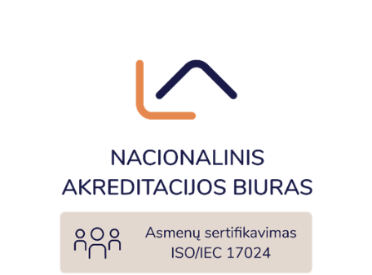 NACIONALINIS
AKREDITACIJOS BIURAS
Asmenų sertifikavimas
ISO/IEC 17024